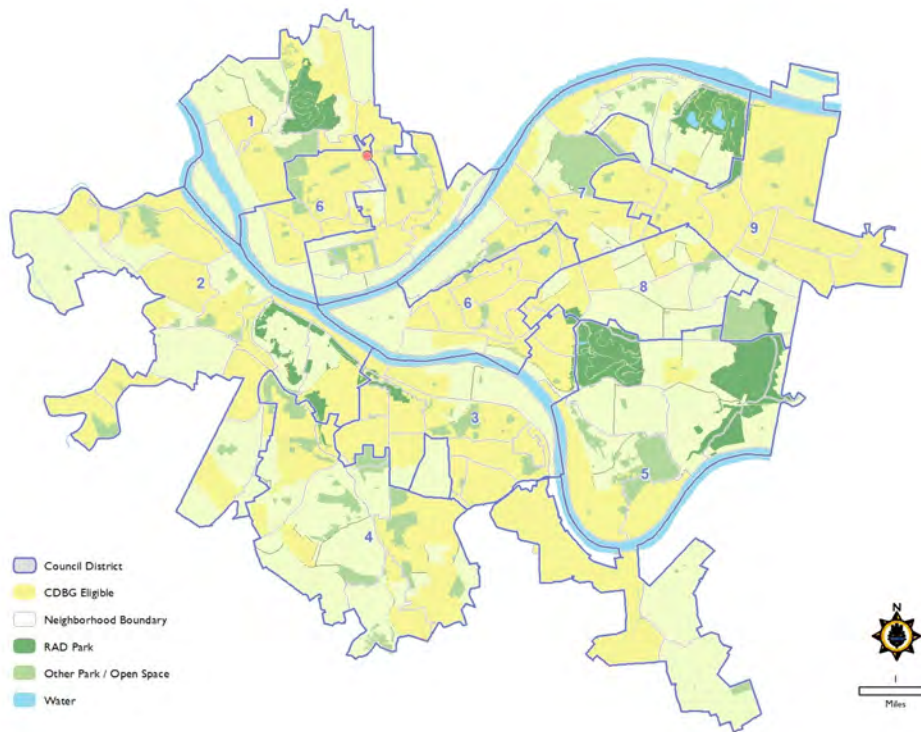 1
6
7
9
2
6
8
3
5
4
Council District
CDBG Eligible
Neighborhood Boundary
RAD Park
Other Park / Open Space
Water
N
1
Miles